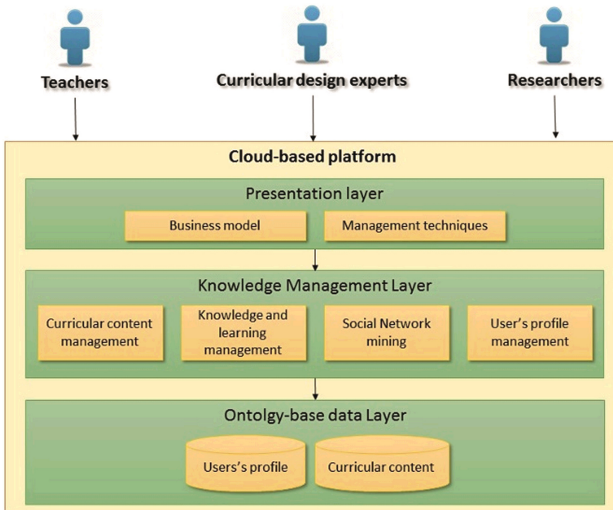 Teachers
Curricular design experts
Researchers
Cloud-based platform
Presentation layer
Business model
Management techniques
Knowledge Management Layer
Curricular content
management
Knowledge and
learning
management
Social Network
mining
User's profile
management
Ontolgy-base data Layer
Users's profile
Curricular content